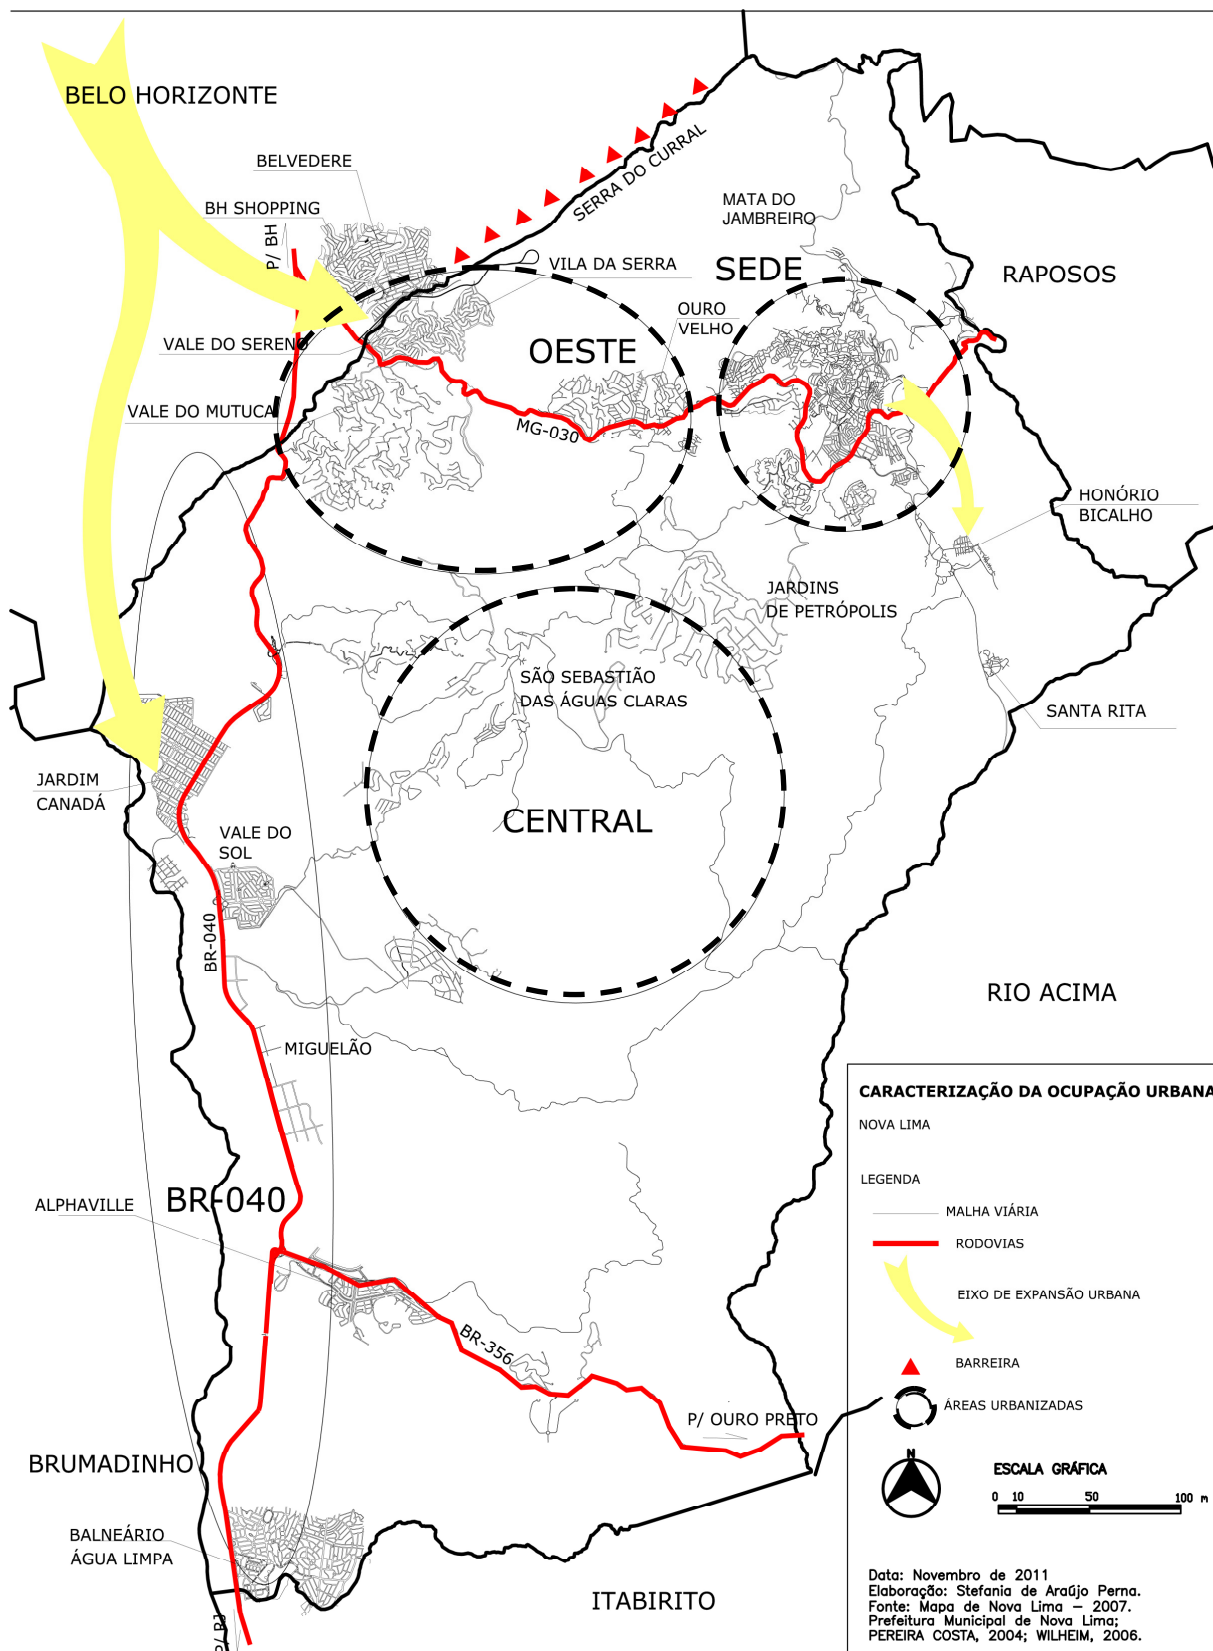 BELO HORIZONTE
BELVEDERE
BH SHOPPING
P/ BH
SERRA DO CURRAL
MATA DO
JAMBREIRO
VILA DA SERRA
SEDE
RAPOSOS
OURO
VELHO
VALE DO SERENO
OESTE
VALE DO MUTUCA
MG-030
HONÓRIO
BICALHO
JARDINS
DE PETRÓPOLIS
SÃO SEBASTIÃO
DAS ÁGUAS CLARAS
SANTA RITA
JARDIM
CANADÁ
CENTRAL
VALE DO
SOL
BR-040
RIO ACIMA
MIGUELÃO
ALPHAVILLE
BR-040
BR-356
P/ OURO PRETO
BRUMADINHO
BALNEÁRIO
ÁGUA LIMPA
ITABIRITO
P/ RJ
CARACTERIZAÇÃO DA OCUPAÇÃO URBANA
NOVA LIMA
LEGENDA
MALHA VIÁRIA
RODOVIAS
EIXO DE EXPANSÃO URBANA
BARREIRA
ÁREAS URBANIZADAS
N
ESCALA GRÁFICA
0 10 50 100 m
Data: Novembro de 2011
Elaboração: Stefania de Araújo Perna.
Fonte: Mapa de Nova Lima – 2007.
Prefeitura Municipal de Nova Lima;
PEREIRA COSTA, 2004; WILHEIM, 2006.